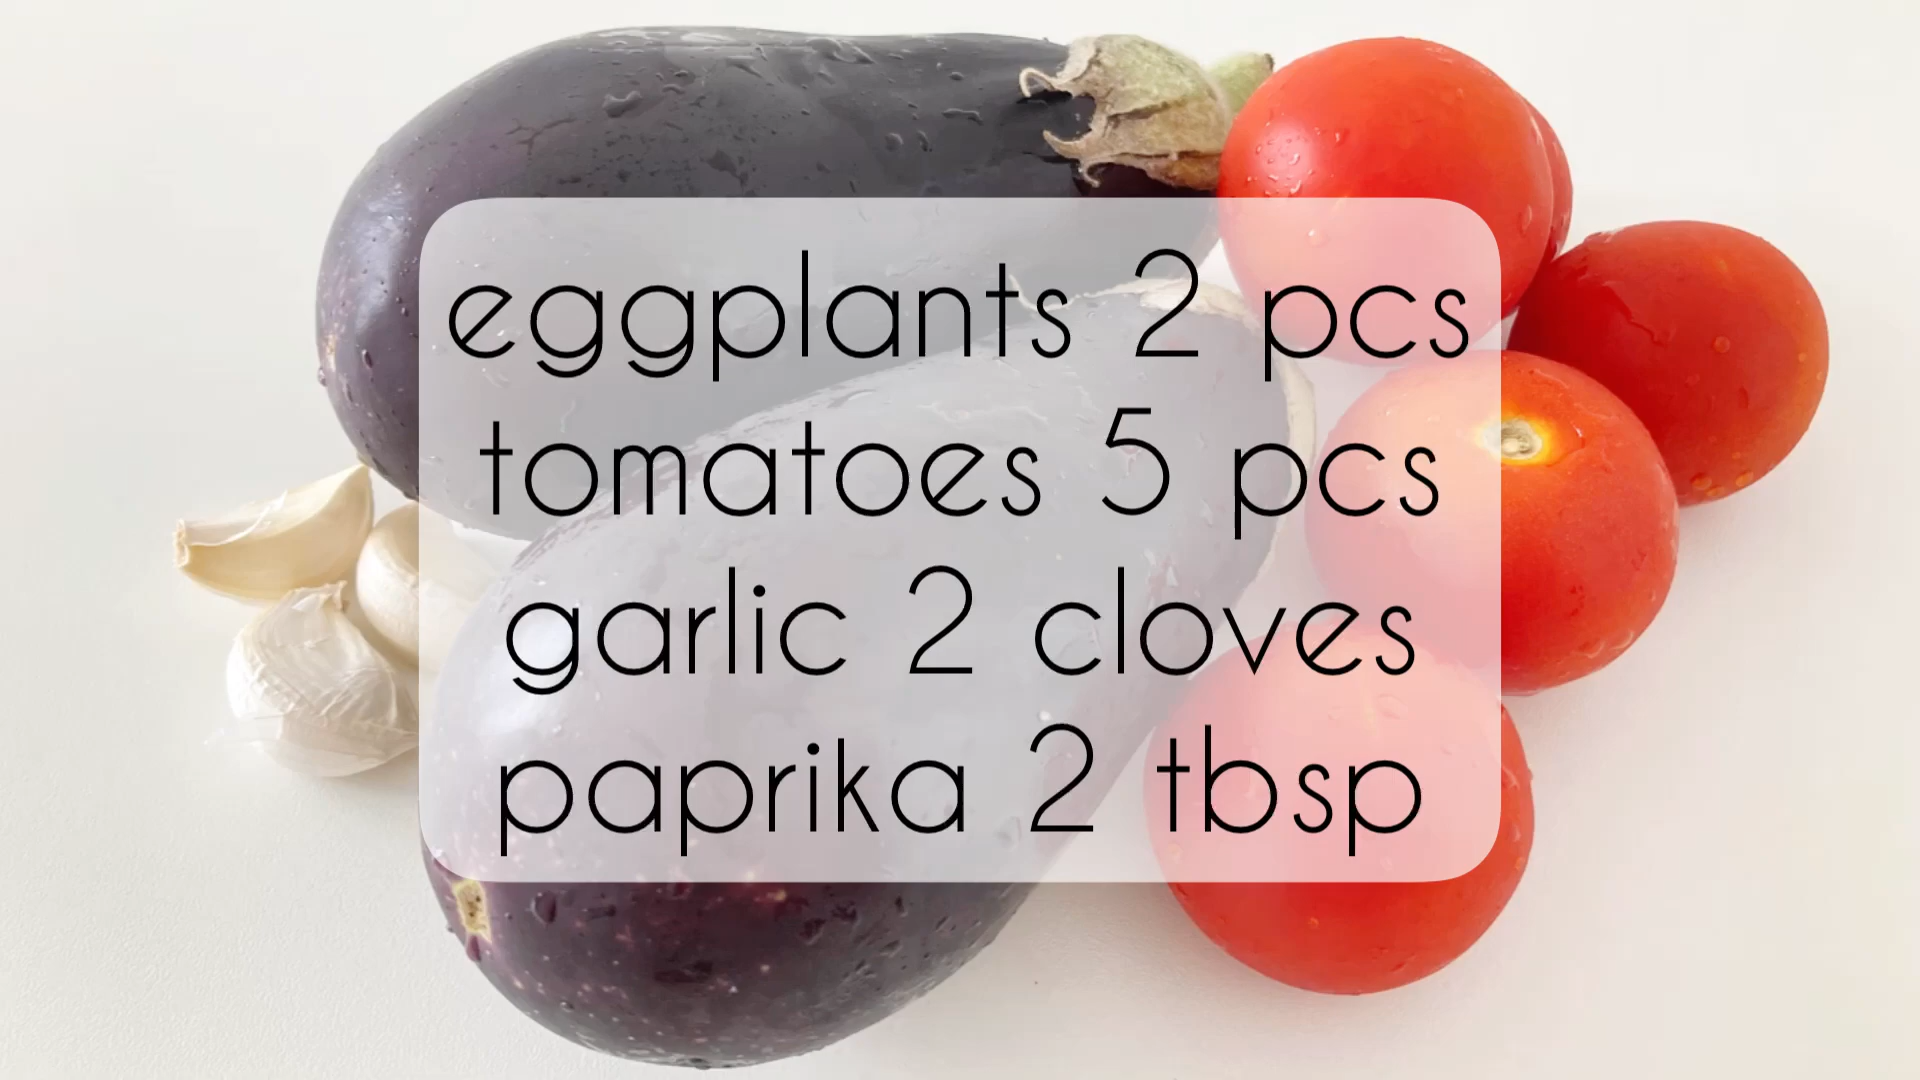 eggplants 2 pcs
tomatoes 5 pcs
garlic 2 cloves
paprika 2 tbsp